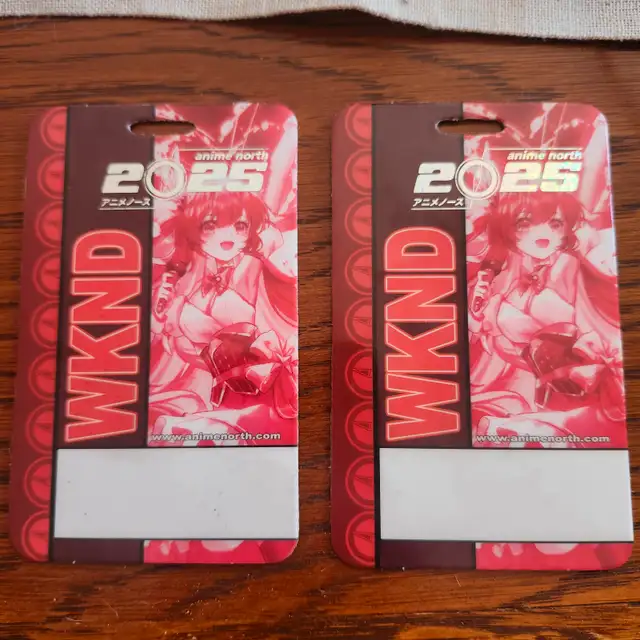 anime north
2025
アニメノース
WKND
www.animenorth.com
anime north
2025
アニメノース
WKND
www.animenorth.com